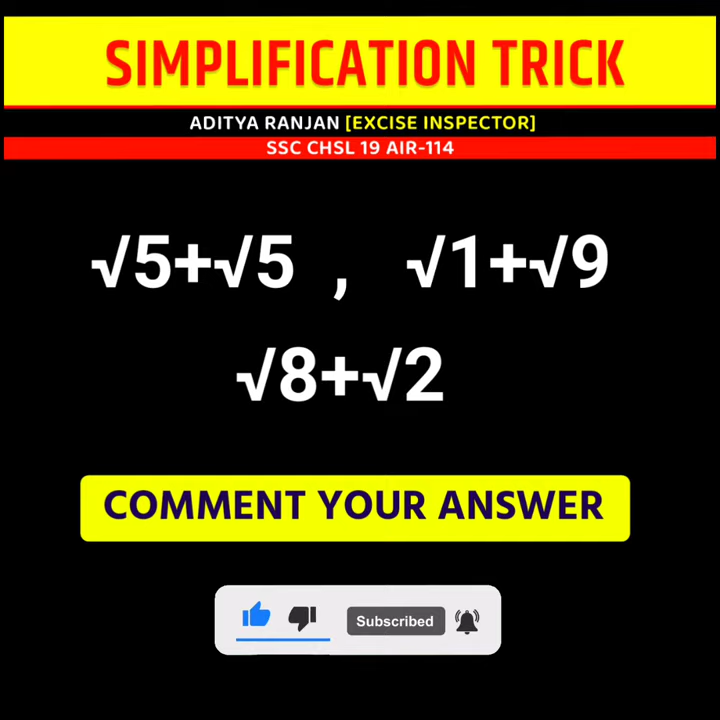 SIMPLIFICATION TRICK
ADITYA RANJAN [EXCISE INSPECTOR]
SSC CHSL 19 AIR-114
√5+√5 , √1+√9
√8+√2
COMMENT YOUR ANSWER
Subscribed